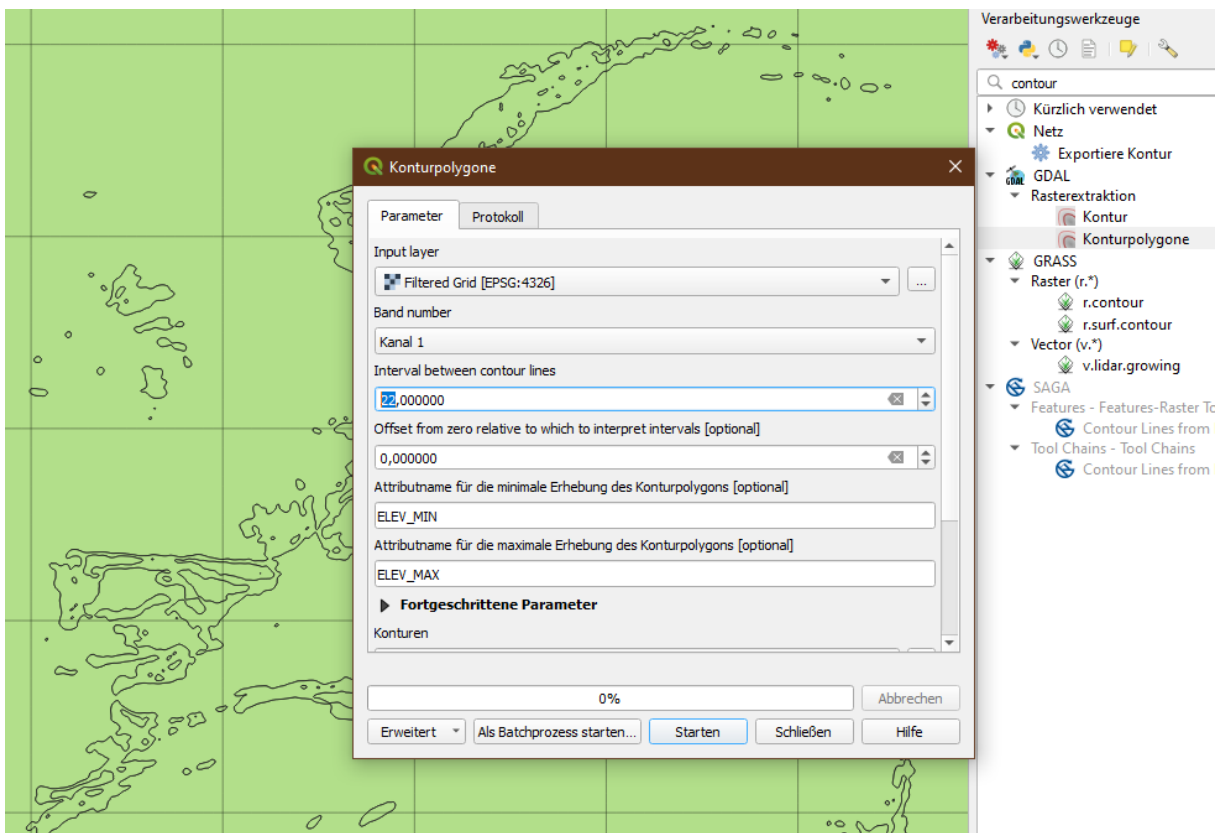 Verarbeitungswerkzeuge
contour
Kürzlich verwendet
Netz
Exportiere Kontur
GDAL
Rasterextraktion
Kontur
Konturpolygone
GRASS
Raster (r.*)
r.contour
r.surf.contour
Vector (v.*)
v.lidar.growing
SAGA
Features - Features-Raster To
Contour Lines from
Tool Chains - Tool Chains
Contour Lines from
Konturpolygone
Parameter Protokoll
Input layer
Filtered Grid [EPSG:4326]
...
Band number
Kanal 1
Interval between contour lines
22,000000
Offset from zero relative to which to interpret intervals [optional]
0,000000
Attributname für die minimale Erhebung des Konturpolygons [optional]
ELEV_MIN
Attributname für die maximale Erhebung des Konturpolygons [optional]
ELEV_MAX
Fortgeschrittene Parameter
Konturen
0% Abbrechen
Erweitert Als Batchprozess starten... Starten Schließen Hilfe